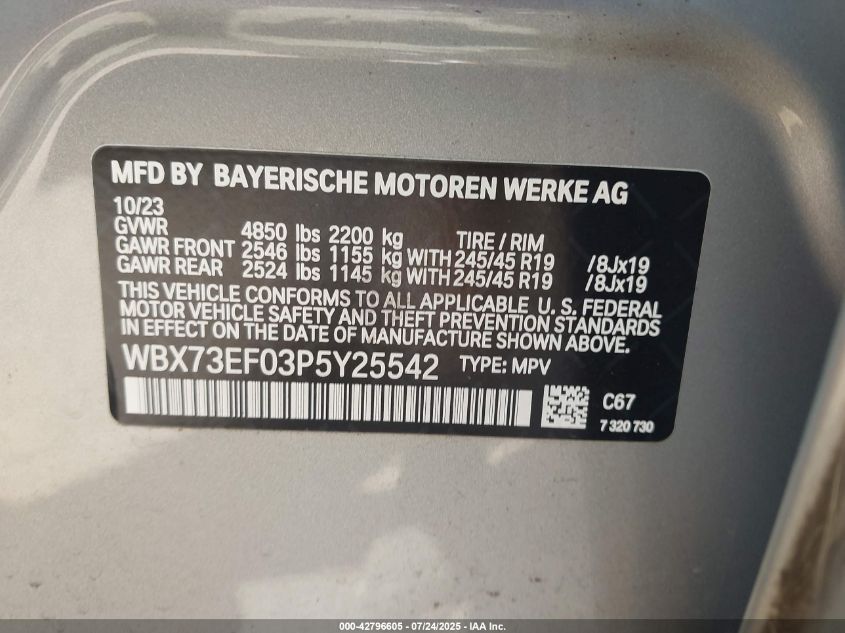 MFD BY BAYERISCHE MOTOREN WERKE AG
10/23
GVWR 4850 lbs 2200 kg TIRE / RIM
GAWR FRONT 2546 lbs 1155 kg WITH 245/45 R19 /8Jx19
GAWR REAR 2524 lbs 1145 kg WITH 245/45 R19 /8Jx19
THIS VEHICLE CONFORMS TO ALL APPLICABLE U. S. FEDERAL
MOTOR VEHICLE SAFETY AND THEFT PREVENTION STANDARDS
IN EFFECT ON THE DATE OF MANUFACTURE SHOWN ABOVE.
WBX73EF03P5Y25542 TYPE: MPV
C67
7 320 730
000-42796605 - 07/24/2025 - IAA Inc.